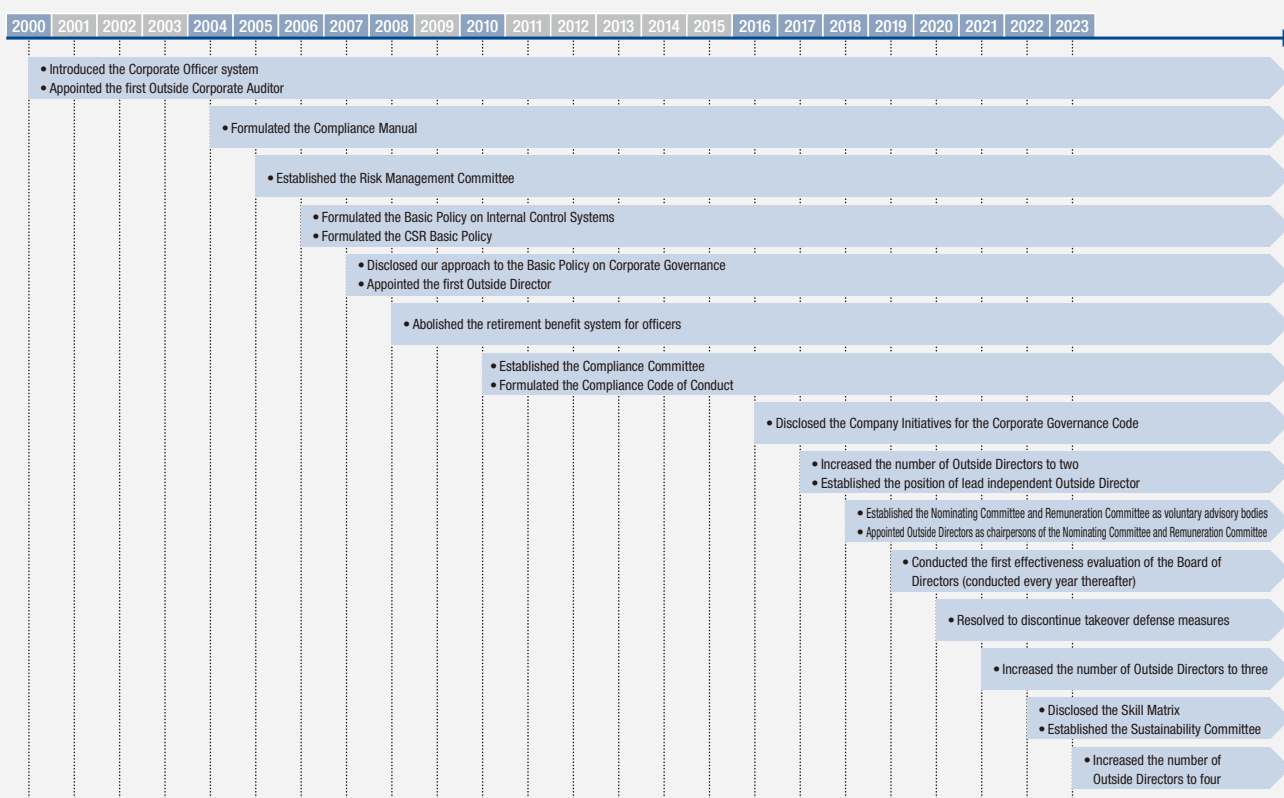 2000 2001 2002 2003 2004 2005 2006 2007 2008 2009 2010 2011 2012 2013 2014 2015 2016 2017 2018 2019 2020 2021 2022 2023
• Introduced the Corporate Officer system
• Appointed the first Outside Corporate Auditor
• Formulated the Compliance Manual
• Established the Risk Management Committee
• Formulated the Basic Policy on Internal Control Systems
• Formulated the CSR Basic Policy
• Disclosed our approach to the Basic Policy on Corporate Governance
• Appointed the first Outside Director
• Abolished the retirement benefit system for officers
• Established the Compliance Committee
• Formulated the Compliance Code of Conduct
• Disclosed the Company Initiatives for the Corporate Governance Code
• Increased the number of Outside Directors to two
• Established the position of lead independent Outside Director
• Established the Nominating Committee and Remuneration Committee as voluntary advisory bodies
• Appointed Outside Directors as chairpersons of the Nominating Committee and Remuneration Committee
• Conducted the first effectiveness evaluation of the Board of
Directors (conducted every year thereafter)
• Resolved to discontinue takeover defense measures
• Increased the number of Outside Directors to three
• Disclosed the Skill Matrix
• Established the Sustainability Committee
• Increased the number of
Outside Directors to four